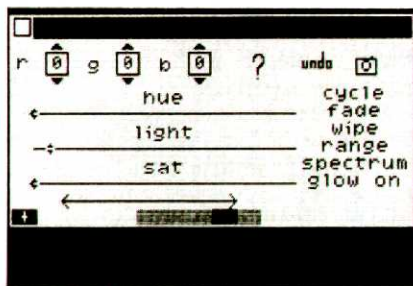 r 0 g 0 b 0 ? undo
hue cycle
fade
light wipe
range
sat spectrum
glow on